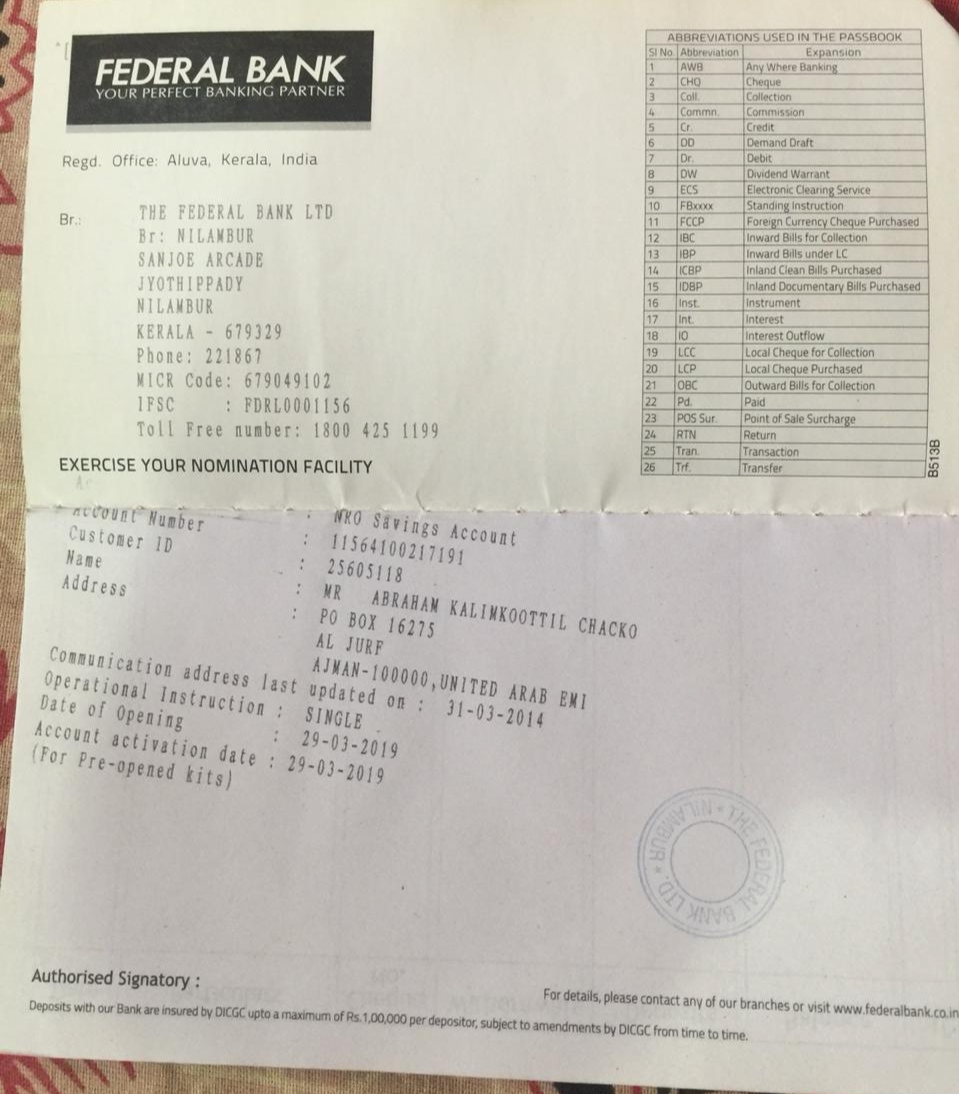 FEDERAL BANK
YOUR PERFECT BANKING PARTNER
Regd. Office: Aluva, Kerala, India
Br.: THE FEDERAL BANK LTD
Br: NILAMBUR
SANJOE ARCADE
JYOTHIPPADY
NILAMBUR
KERALA - 679329
Phone: 221867
MICR Code: 679049102
IFSC : FDRL0001156
Toll Free number: 1800 425 1199
EXERCISE YOUR NOMINATION FACILITY
ABBREVIATIONS USED IN THE PASSBOOK
Sl No. Abbreviation Expansion
1 AWB Any Where Banking
2 CHQ Cheque
3 Coll. Collection
4 Commn. Commission
5 Cr. Credit
6 DD Demand Draft
7 Dr. Debit
8 DW Dividend Warrant
9 ECS Electronic Clearing Service
10 FBxxxx Standing Instruction
11 FCCP Foreign Currency Cheque Purchased
12 IBC Inward Bills for Collection
13 IBP Inward Bills under LC
14 ICBP Inland Clean Bills Purchased
15 IDBP Inland Documentary Bills Purchased
16 Inst. Instrument
17 Int. Interest
18 IO Interest Outflow
19 LCC Local Cheque for Collection
20 LCP Local Cheque Purchased
21 OBC Outward Bills for Collection
22 Pd. Paid
23 POS Sur. Point of Sale Surcharge
24 RTN Return
25 Tran. Transaction
26 Trf. Transfer
B513B
: NRO Savings Account
Account Number : 11564100217191
Customer ID : 25605118
Name : MR ABRAHAM KALIMKOOTTIL CHACKO
Address : PO BOX 16275
AL JURF
AJMAN-100000,UNITED ARAB EMI
Communication address last updated on : 31-03-2014
Operational Instruction : SINGLE
Date of Opening : 29-03-2019
Account activation date : 29-03-2019
(For Pre-opened kits)
THE FEDERAL BANK LTD. * NILAMBUR *
Authorised Signatory :
For details, please contact any of our branches or visit www.federalbank.co.in
Deposits with our Bank are insured by DICGC upto a maximum of Rs.1,00,000 per depositor, subject to amendments by DICGC from time to time.